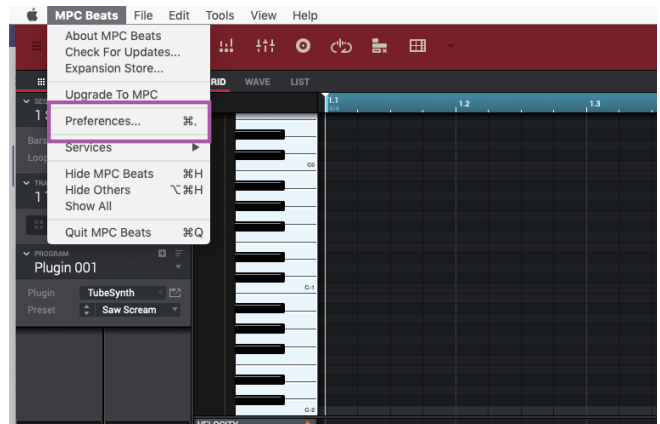 MPC Beats File Edit Tools View Help
About MPC Beats
Check For Updates...
Expansion Store...
Upgrade To MPC
Preferences... ⌘,
Services
Hide MPC Beats ⌘H
Hide Others ⌥⌘H
Show All
Quit MPC Beats ⌘Q
WAVE LIST
1.1 1.2 1.3
4/4
PROGRAM
Plugin 001
Plugin TubeSynth
Preset Saw Scream
C0
C-1
C-2
VELOCITY